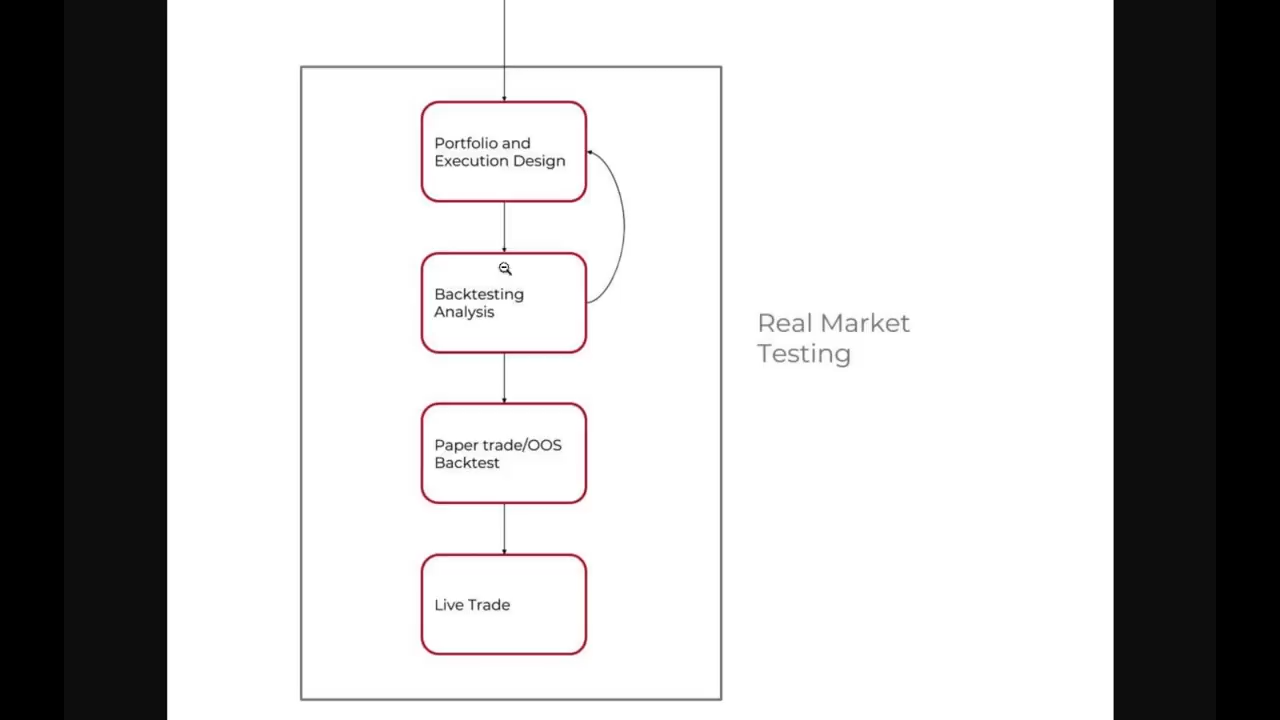 Portfolio and
Execution Design
Backtesting
Analysis
Real Market
Testing
Paper trade/OOS
Backtest
Live Trade